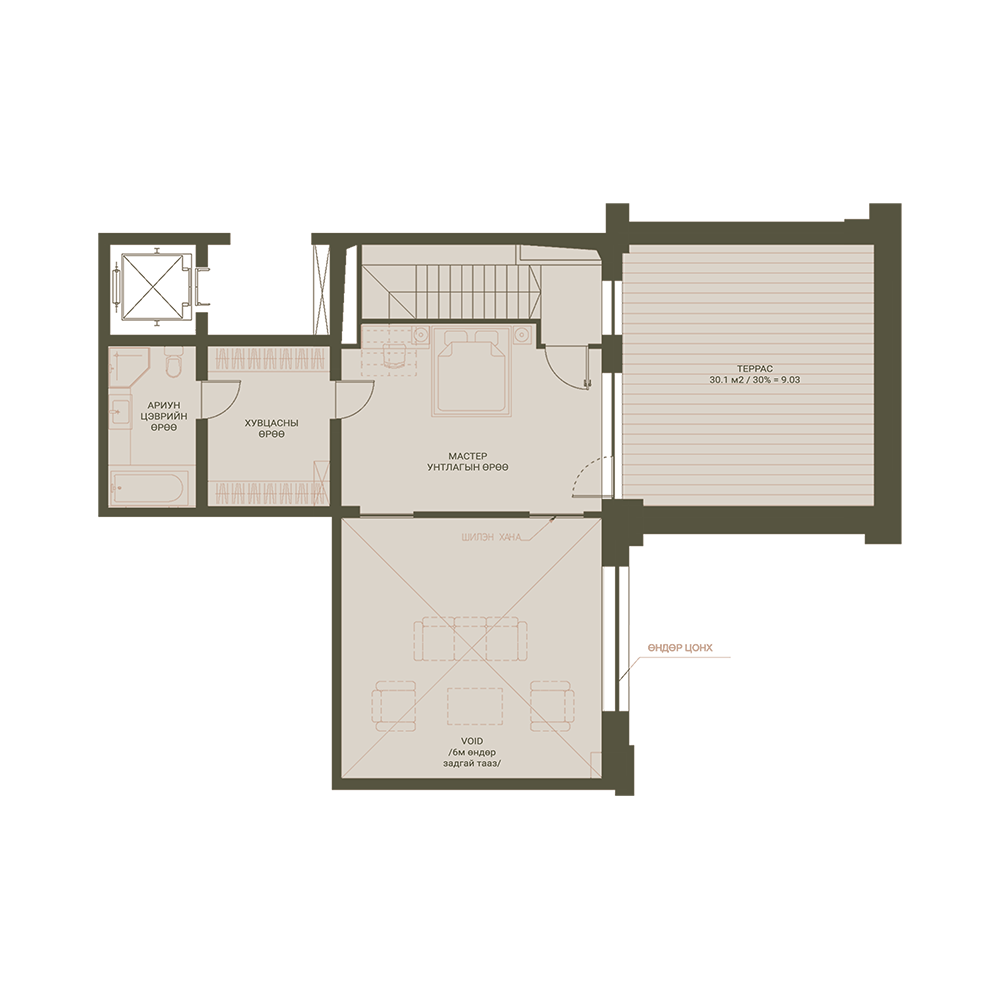 ТЕРРАС
30.1 м2 / 30% = 9.03
АРИУН
ЦЭВРИЙН
ӨРӨӨ
ХУВЦАСНЫ
ӨРӨӨ
МАСТЕР
УНТЛАГЫН ӨРӨӨ
ШИЛЭН ХАНА
ӨНДӨР ЦОНХ
VOID
/6м өндөр
задгай тааз/